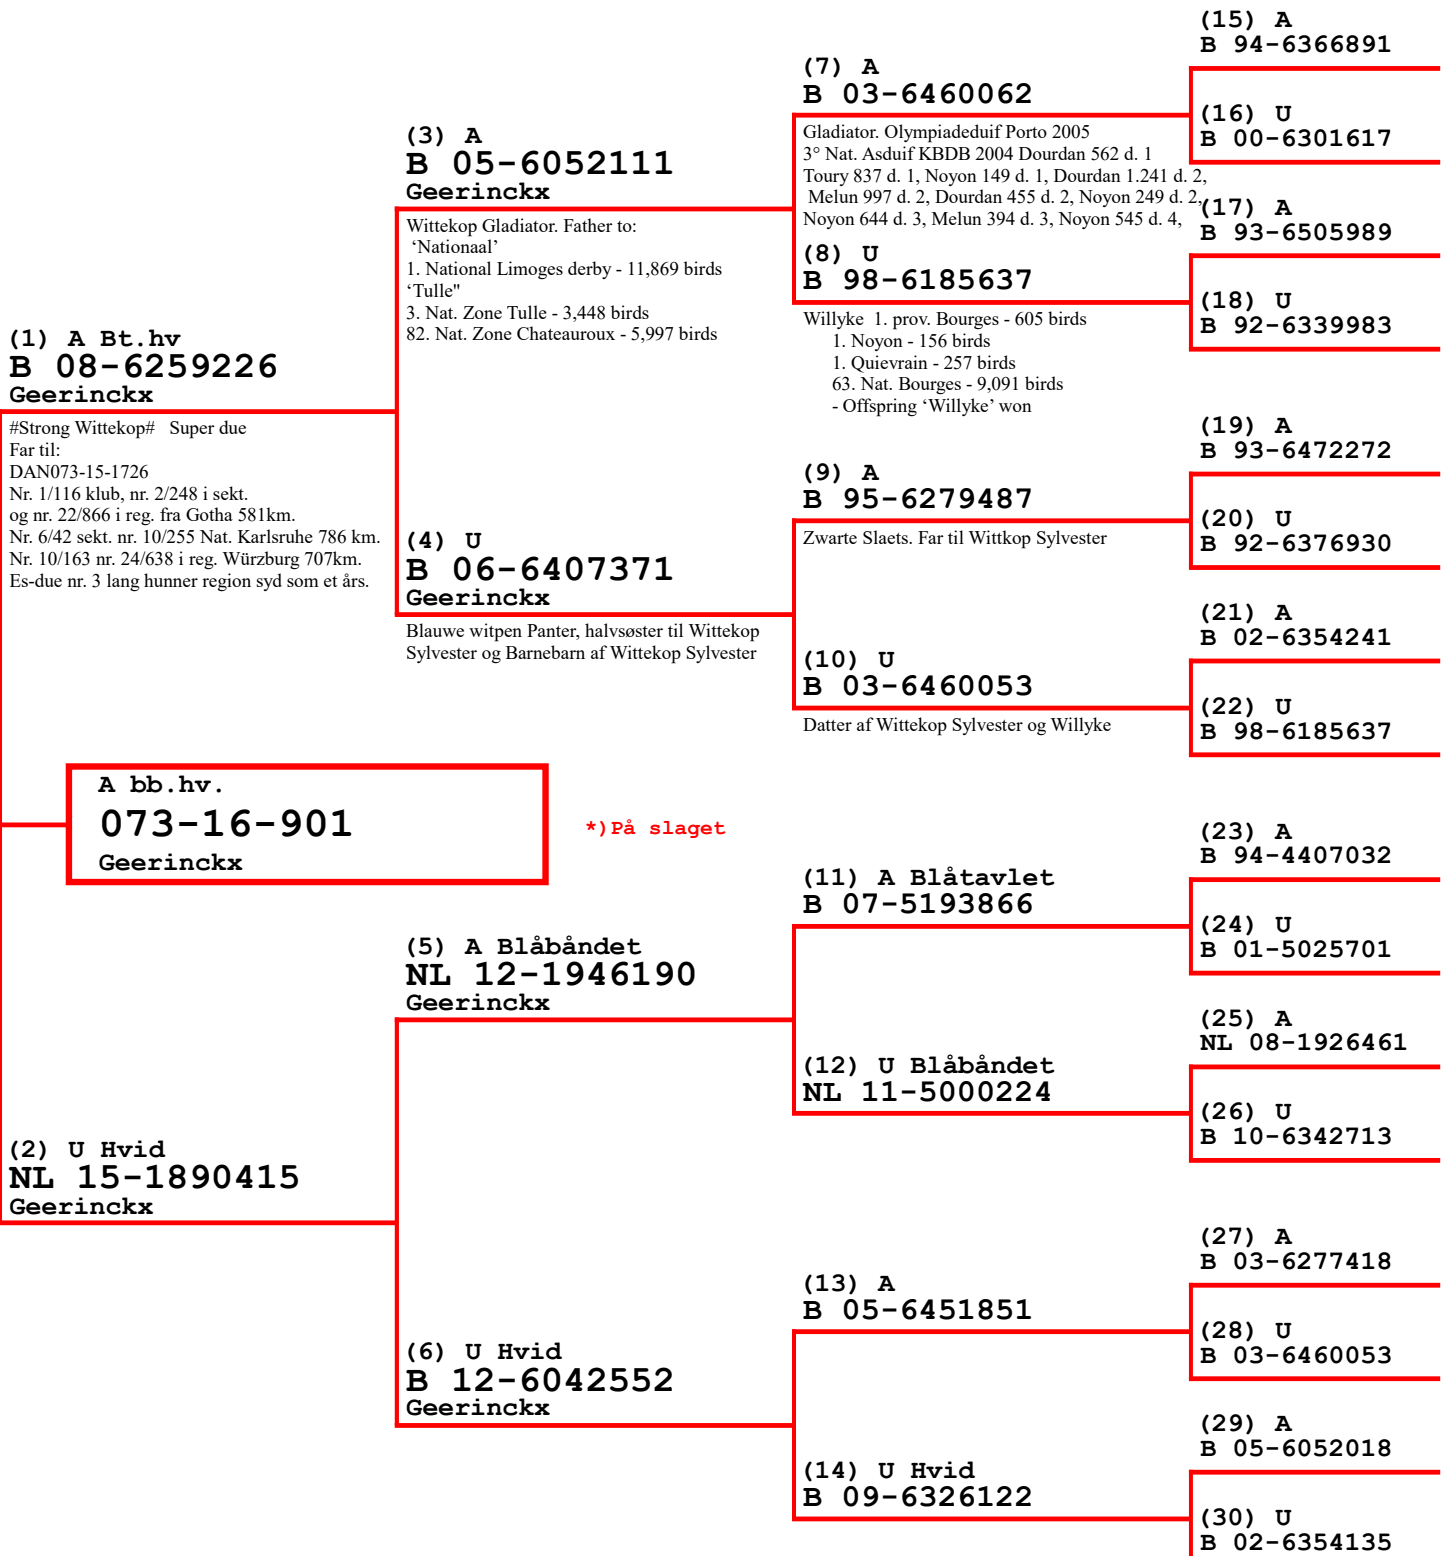 (1) A Bt.hv
B 08-6259226
Geerinckx
#Strong Wittekop#   Super due
Far til:
DAN073-15-1726
Nr. 1/116 klub, nr. 2/248 i sekt.
og nr. 22/866 i reg. fra Gotha 581km.
Nr. 6/42 sekt. nr. 10/255 Nat. Karlsruhe 786 km.
Nr. 10/163 nr. 24/638 i reg. Würzburg 707km.
Es-due nr. 3 lang hunner region syd som et års.
A bb.hv.
073-16-901
Geerinckx
*)På slaget
(2) U Hvid
NL 15-1890415
Geerinckx
(3) A
B 05-6052111
Geerinckx
Wittekop Gladiator. Father to:
‘Nationaal’
1. National Limoges derby - 11,869 birds
‘Tulle"
3. Nat. Zone Tulle - 3,448 birds
82. Nat. Zone Chateauroux - 5,997 birds
(4) U
B 06-6407371
Geerinckx
Blauwe witpen Panter, halvsøster til Wittekop
Sylvester og Barnebarn af Wittekop Sylvester
(5) A Blåbåndet
NL 12-1946190
Geerinckx
(6) U Hvid
B 12-6042552
Geerinckx
(7) A
B 03-6460062
Gladiator. Olympiadeduif Porto 2005
3° Nat. Asduif KBDB 2004 Dourdan 562 d. 1
Toury 837 d. 1, Noyon 149 d. 1, Dourdan 1.241 d. 2,
Melun 997 d. 2, Dourdan 455 d. 2, Noyon 249 d. 2,
Noyon 644 d. 3, Melun 394 d. 3, Noyon 545 d. 4,
(8) U
B 98-6185637
Willyke  1. prov. Bourges - 605 birds
1. Noyon - 156 birds
1. Quievrain - 257 birds
63. Nat. Bourges - 9,091 birds
- Offspring ‘Willyke’ won
(9) A
B 95-6279487
Zwarte Slaets. Far til Wittkop Sylvester
(10) U
B 03-6460053
Datter af Wittekop Sylvester og Willyke
(11) A Blåtavlet
B 07-5193866
(12) U Blåbåndet
NL 11-5000224
(13) A
B 05-6451851
(14) U Hvid
B 09-6326122
(15) A
B 94-6366891
(16) U
B 00-6301617
(17) A
B 93-6505989
(18) U
B 92-6339983
(19) A
B 93-6472272
(20) U
B 92-6376930
(21) A
B 02-6354241
(22) U
B 98-6185637
(23) A
B 94-4407032
(24) U
B 01-5025701
(25) A
NL 08-1926461
(26) U
B 10-6342713
(27) A
B 03-6277418
(28) U
B 03-6460053
(29) A
B 05-6052018
(30) U
B 02-6354135